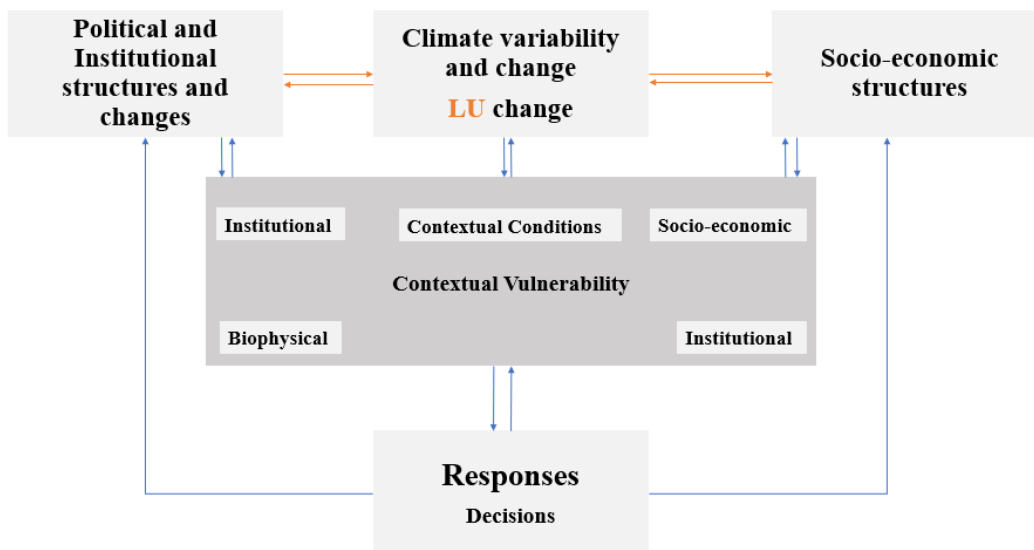 Political and
Institutional
structures and
changes
Climate variability
and change
LU change
Socio-economic
structures
Institutional
Contextual Conditions
Socio-economic
Contextual Vulnerability
Biophysical
Institutional
Responses
Decisions